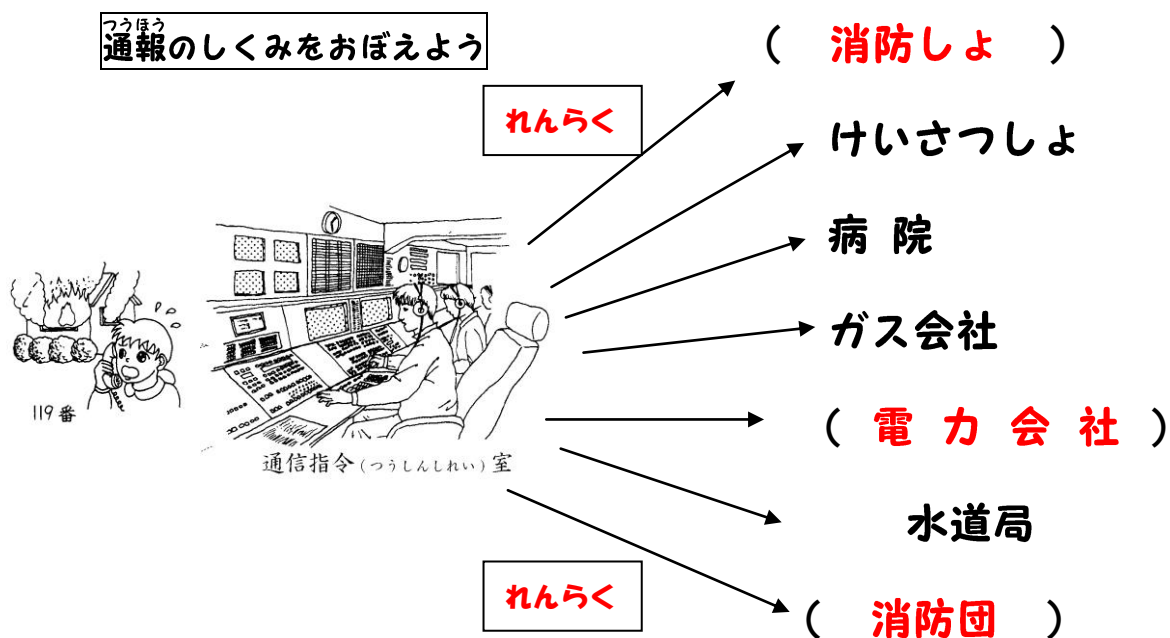 つうほう
通報のしくみをおぼえよう
れんらく
( 消防しょ )
けいさつしょ
病 院
ガス会社
( 電 力 会 社 )
水道局
( 消防団 )
れんらく
119番
通信指令(つうしんしれい)室